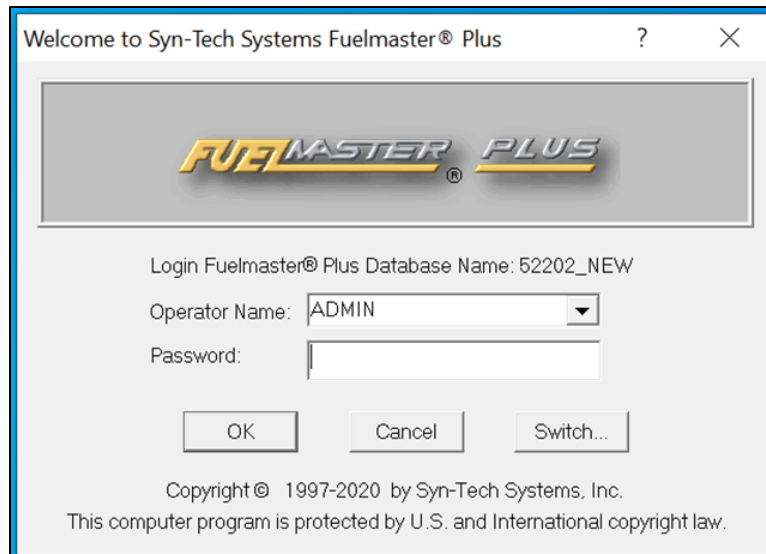 Welcome to Syn-Tech Systems Fuelmaster® Plus ?
FUELMASTER® PLUS
Login Fuelmaster® Plus Database Name: 52202_NEW
Operator Name: ADMIN
Password:
OK Cancel Switch...
Copyright © 1997-2020 by Syn-Tech Systems, Inc.
This computer program is protected by U.S. and International copyright law.